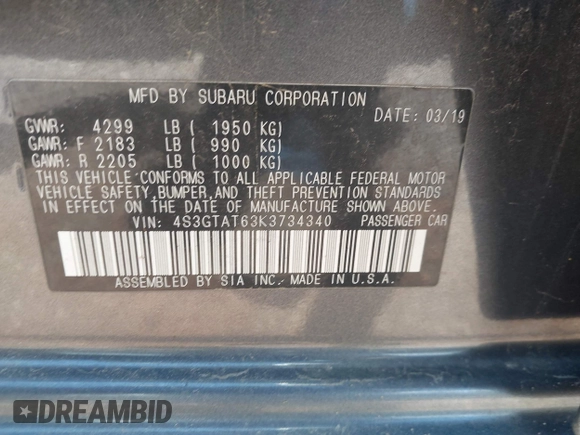 MFD BY SUBARU CORPORATION
DATE: 03/19
GVWR: 4299 LB ( 1950 KG)
GAWR: F 2183 LB ( 990 KG)
GAWR: R 2205 LB ( 1000 KG)
THIS VEHICLE CONFORMS TO ALL APPLICABLE FEDERAL MOTOR
VEHICLE SAFETY, BUMPER, AND THEFT PREVENTION STANDARDS
IN EFFECT ON THE DATE OF MANUFACTURE SHOWN ABOVE.
VIN: 4S3GTAT63K3734340 PASSENGER CAR
ASSEMBLED BY SIA INC. MADE IN U.S.A.
DREAMBID